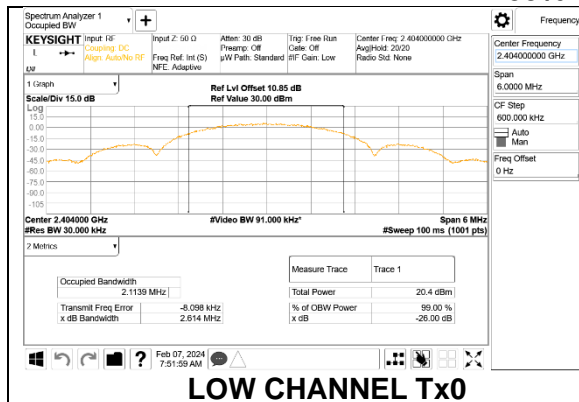 Spectrum Analyzer 1
Occupied BW
Frequency
KEYSIGHT
Input: RF
Coupling: DC
Align: Auto/No RF
Input Z: 50 Ω
Freq Ref: Int (S)
NFE: Adaptive
Atten: 30 dB
Preamp: Off
µW Path: Standard
Trig: Free Run
Gate: Off
#IF Gain: Low
Center Freq: 2.404000000 GHz
Avg|Hold: 20/20
Radio Std: None
L
Center Frequency
2.404000000 GHz
Span
6.0000 MHz
CF Step
600.000 kHz
Auto
Man
Freq Offset
0 Hz
1 Graph
Scale/Div 15.0 dB
Ref Lvl Offset 10.85 dB
Ref Value 30.00 dBm
Log
15.0
0.00
-15.0
-30.0
-45.0
-60.0
-75.0
-90.0
-105
Center 2.404000 GHz
#Video BW 91.000 kHz*
Span 6 MHz
#Res BW 30.000 kHz
#Sweep 100 ms (1001 pts)
2 Metrics
Measure Trace Trace 1
Occupied Bandwidth
2.1139 MHz
Total Power 20.4 dBm
Transmit Freq Error -8.098 kHz
% of OBW Power 99.00 %
x dB Bandwidth 2.614 MHz
x dB -26.00 dB
?
Feb 07, 2024
7:51:59 AM
LOW CHANNEL Tx0